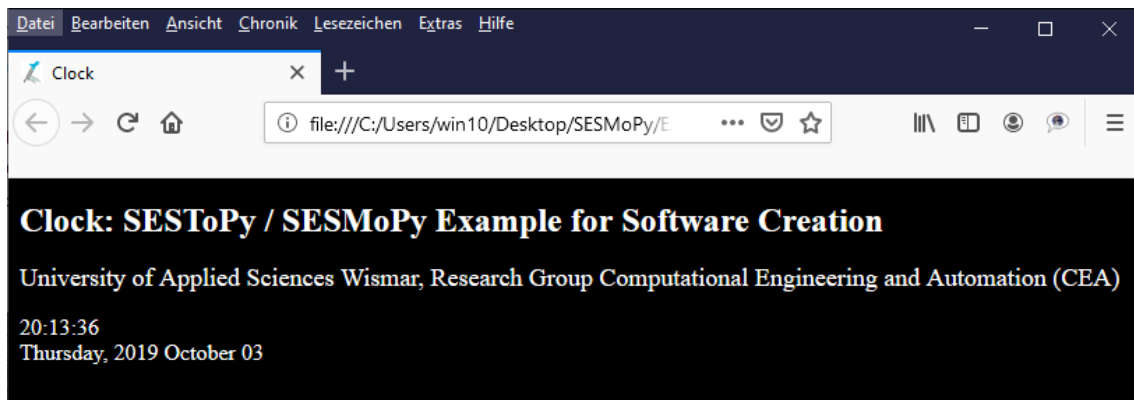 Datei Bearbeiten Ansicht Chronik Lesezeichen Extras Hilfe
Clock
file:///C:/Users/win10/Desktop/SESMoPy/E
Clock: SESToPy / SESMoPy Example for Software Creation
University of Applied Sciences Wismar, Research Group Computational Engineering and Automation (CEA)
20:13:36
Thursday, 2019 October 03